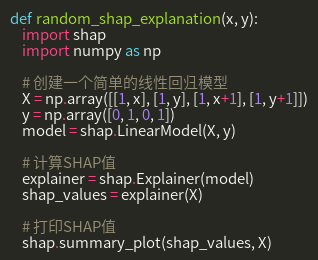 def random_shap_explanation(x, y):
import shap
import numpy as np
# 创建一个简单的线性回归模型
X = np.array([[1, x], [1, y], [1, x+1], [1, y+1]])
y = np.array([0, 1, 0, 1])
model = shap.LinearModel(X, y)
# 计算SHAP值
explainer = shap.Explainer(model)
shap_values = explainer(X)
# 打印SHAP值
shap.summary_plot(shap_values, X)